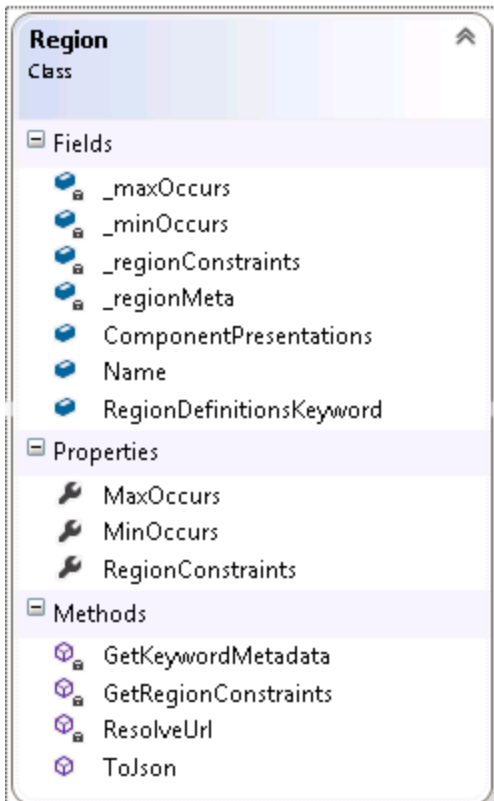 Region
Class
Fields
_maxOccurs
_minOccurs
_regionConstraints
_regionMeta
ComponentPresentations
Name
RegionDefinitionsKeyword
Properties
MaxOccurs
MinOccurs
RegionConstraints
Methods
GetKeywordMetadata
GetRegionConstraints
ResolveUrl
ToJson